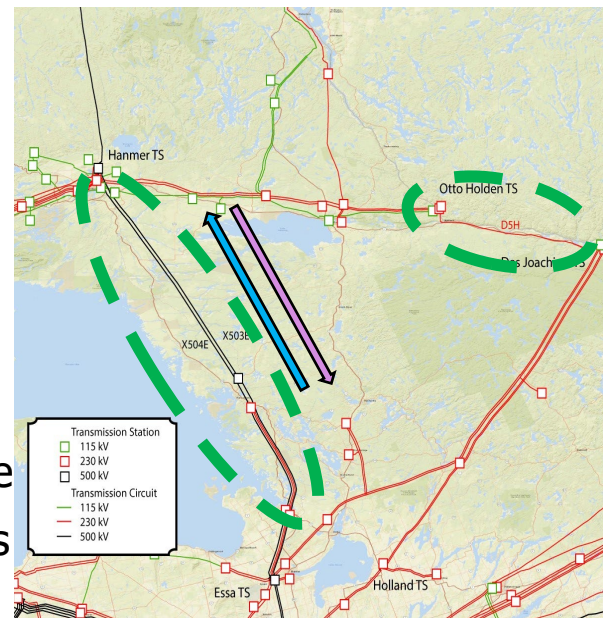 Hanmer TS
Otto Holden TS
D5H
X504E
X503E
Transmission Station
115 kV
230 kV
500 kV
Transmission Circuit
115 kV
230 kV
500 kV
e
s
Essa TS
Holland TS